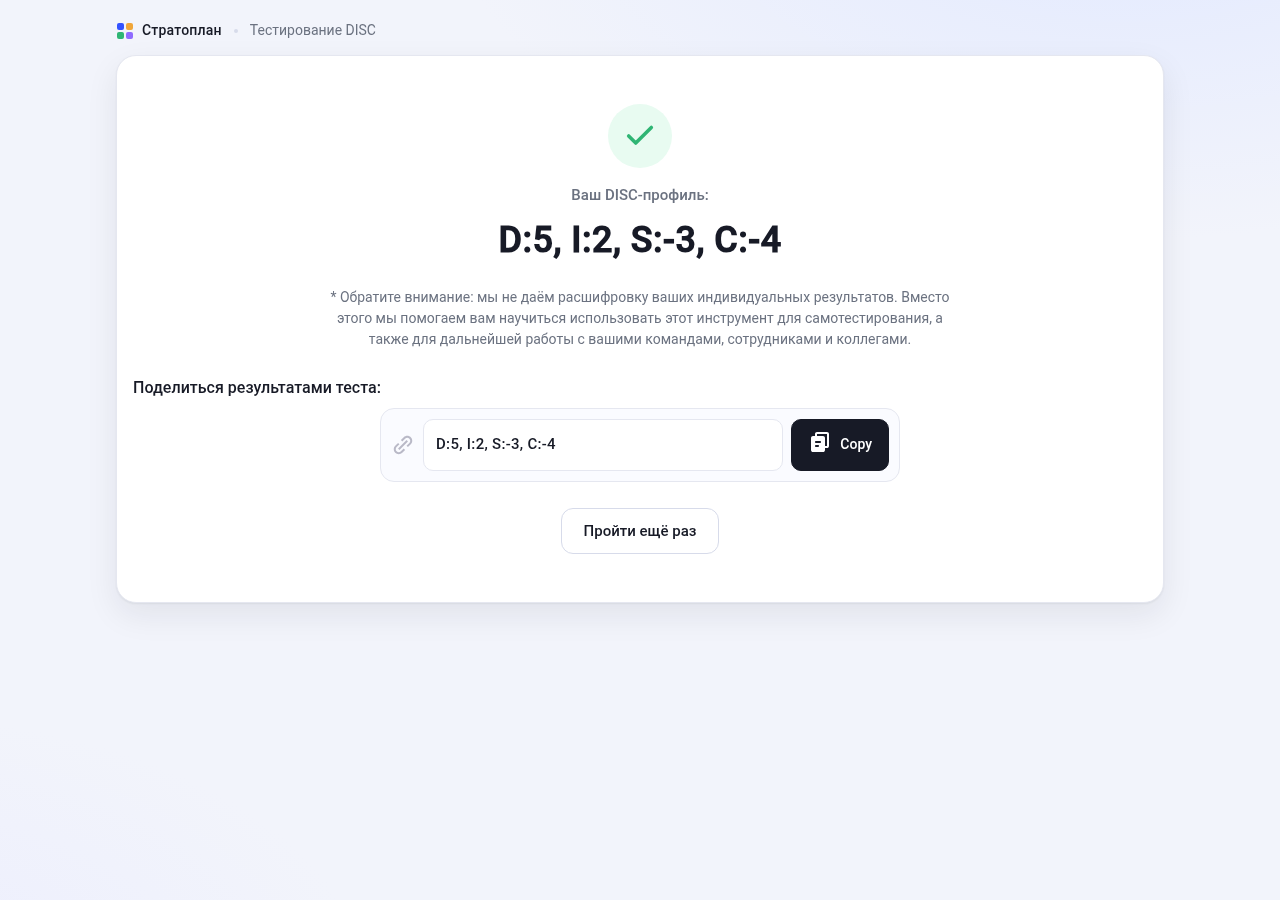 Стратоплан
Тестирование DISC
Ваш DISC-профиль:
D:5, I:2, S:-3, C:-4
* Обратите внимание: мы не даём расшифровку ваших индивидуальных результатов. Вместо
этого мы помогаем вам научиться использовать этот инструмент для самотестирования, а
также для дальнейшей работы с вашими командами, сотрудниками и коллегами.
Поделиться результатами теста:
D:5, I:2, S:-3, C:-4
Copy
Пройти ещё раз